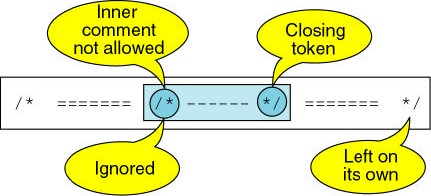 Inner
comment
not allowed
Closing
token
/* ======= /* ------ */ ======= */
Ignored
Left on
its own